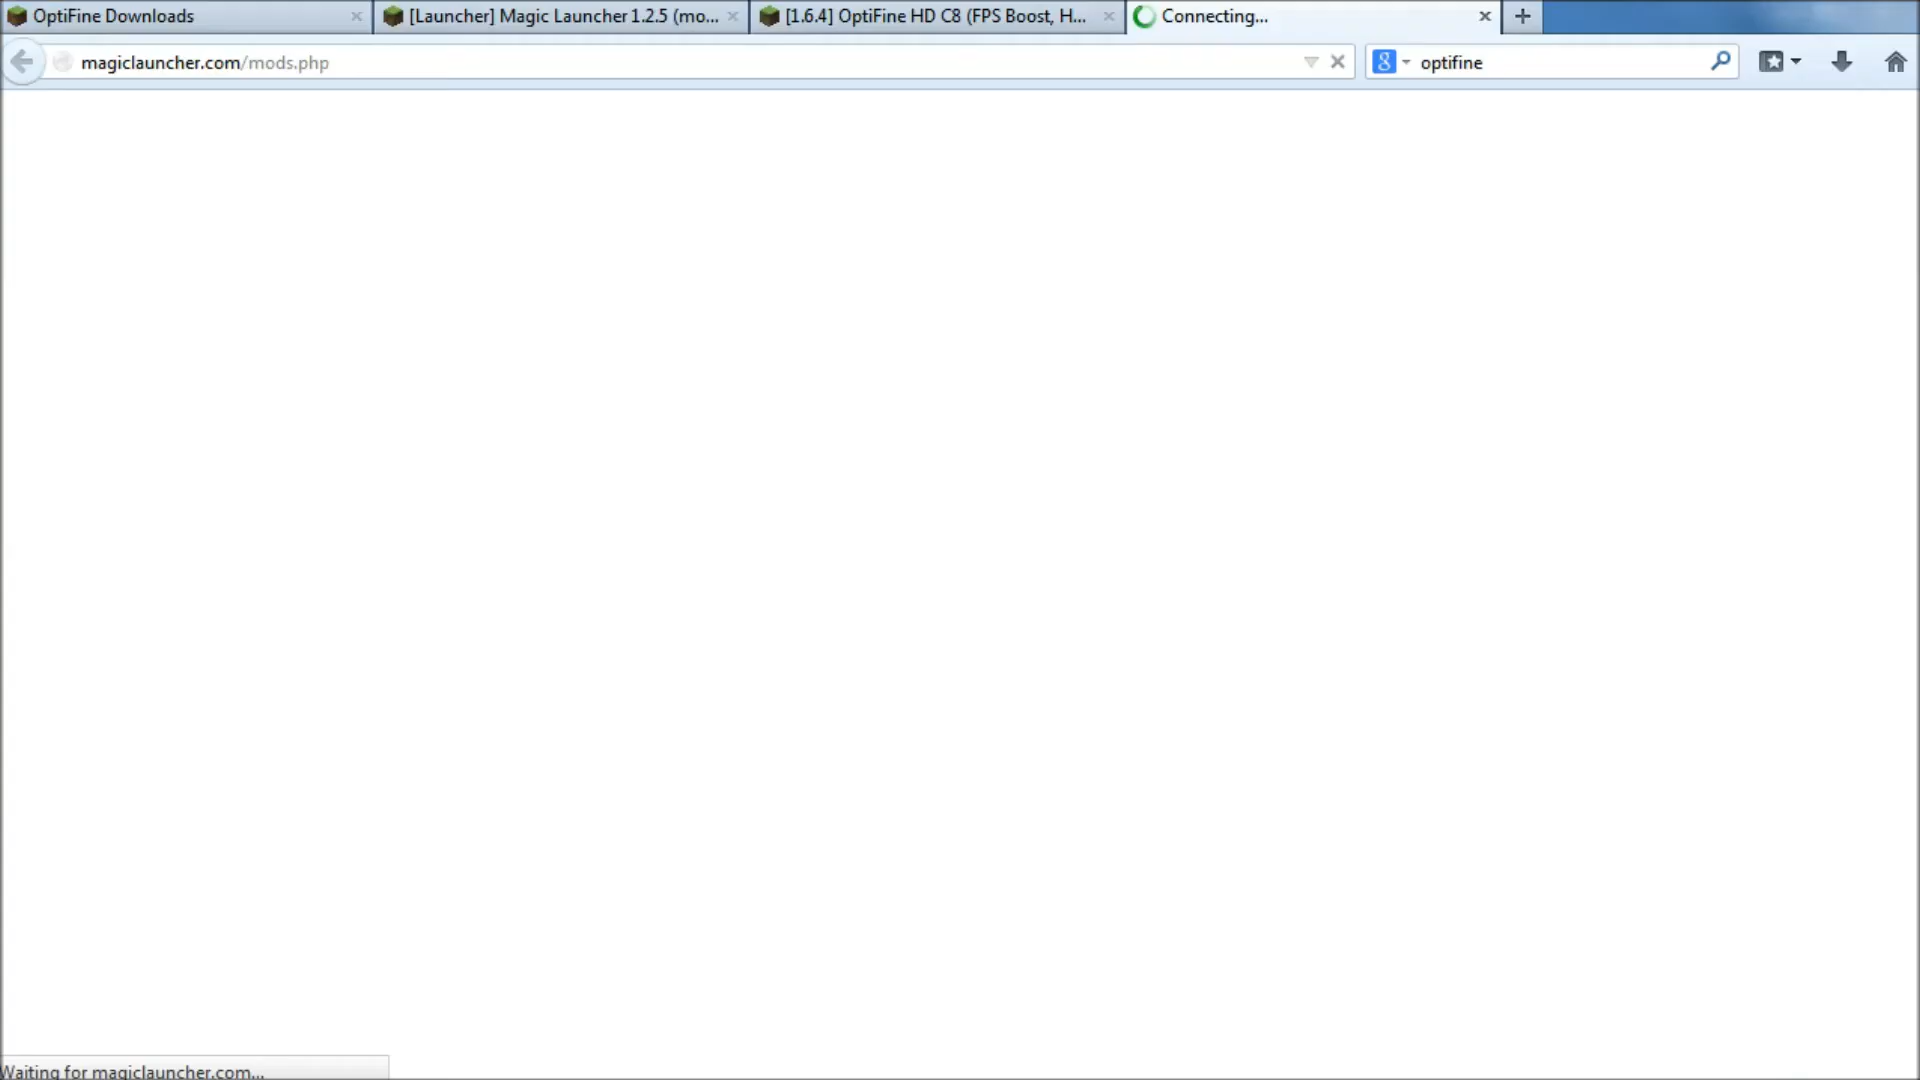 OptiFine Downloads
[Launcher] Magic Launcher 1.2.5 (mo...
[1.6.4] OptiFine HD C8 (FPS Boost, H...
Connecting...
magiclauncher.com/mods.php
8
optifine
Waiting for magiclauncher.com...